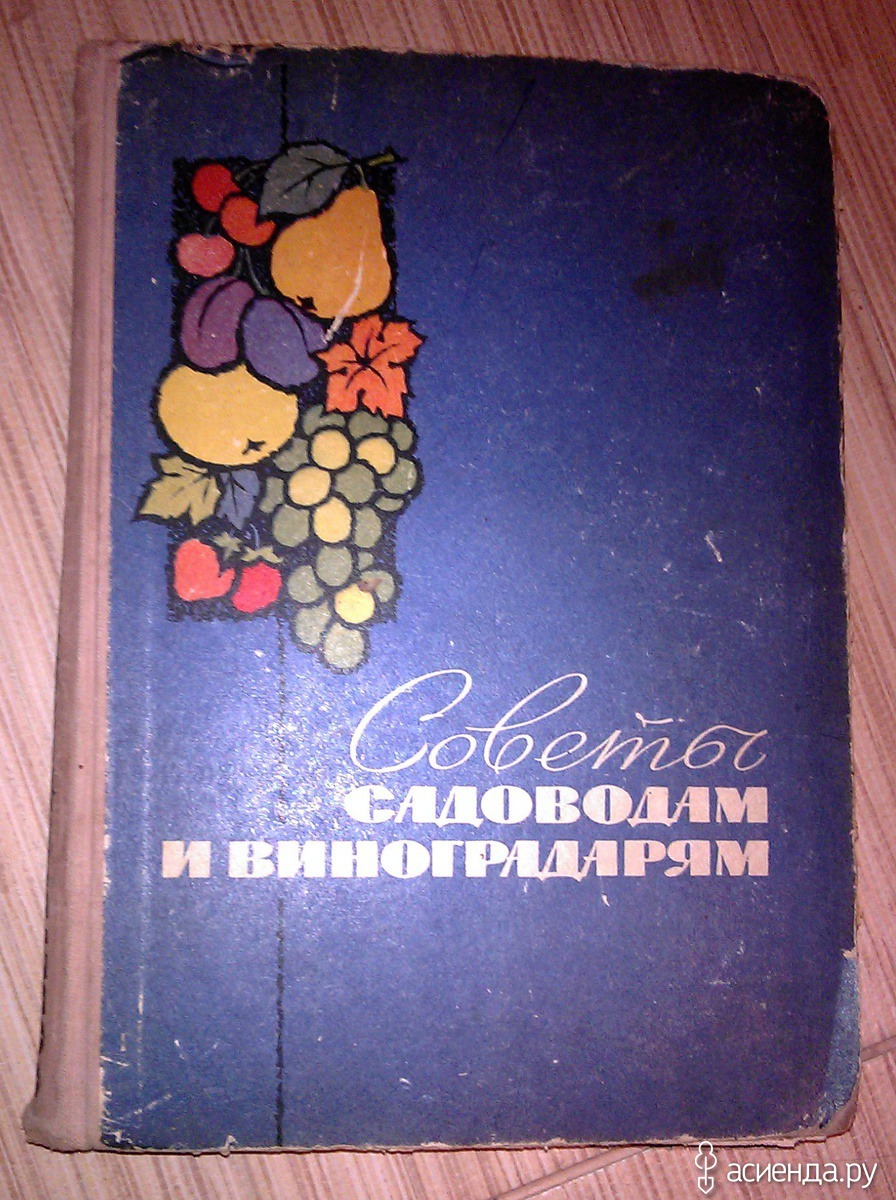 Советы
САДОВОДАМ
И ВИНОГРАДАРЯМ
асиенда.ру